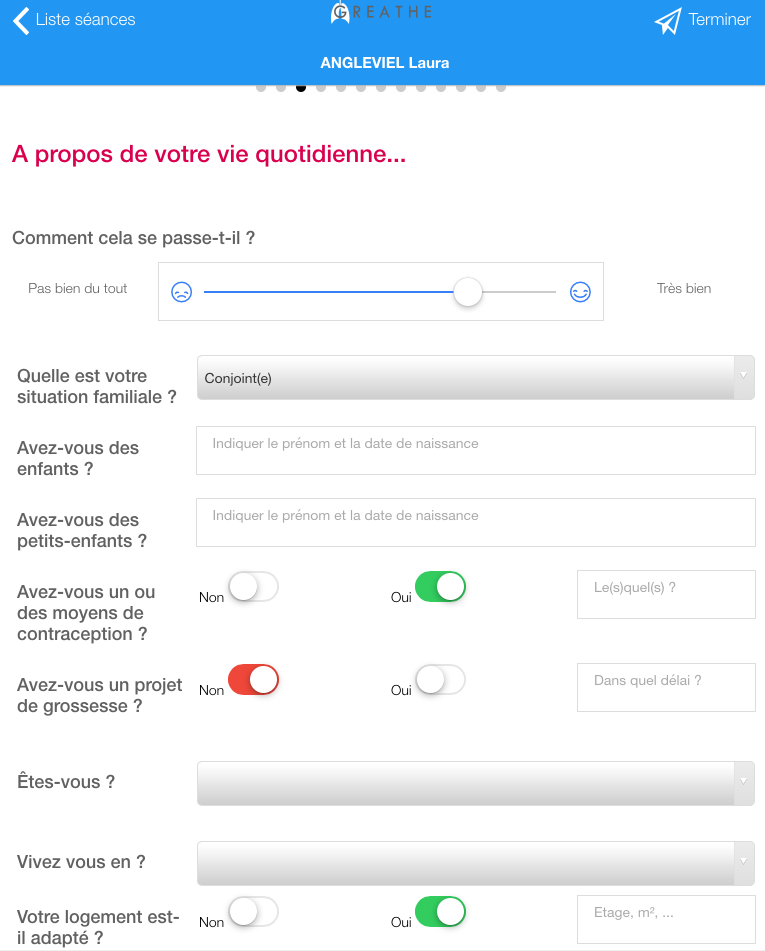 Liste séances
GREATHE
Terminer
ANGLEVIEL Laura
A propos de votre vie quotidienne...
Comment cela se passe-t-il ?
Pas bien du tout
Très bien
Quelle est votre
situation familiale ?
Conjoint(e)
Avez-vous des
enfants ?
Indiquer le prénom et la date de naissance
Avez-vous des
petits-enfants ?
Indiquer le prénom et la date de naissance
Avez-vous un ou
des moyens de
contraception ?
Non
Oui
Le(s)quel(s) ?
Avez-vous un projet
de grossesse ?
Non
Oui
Dans quel délai ?
Êtes-vous ?
Vivez vous en ?
Votre logement est-
il adapté ?
Non
Oui
Etage, m², ...